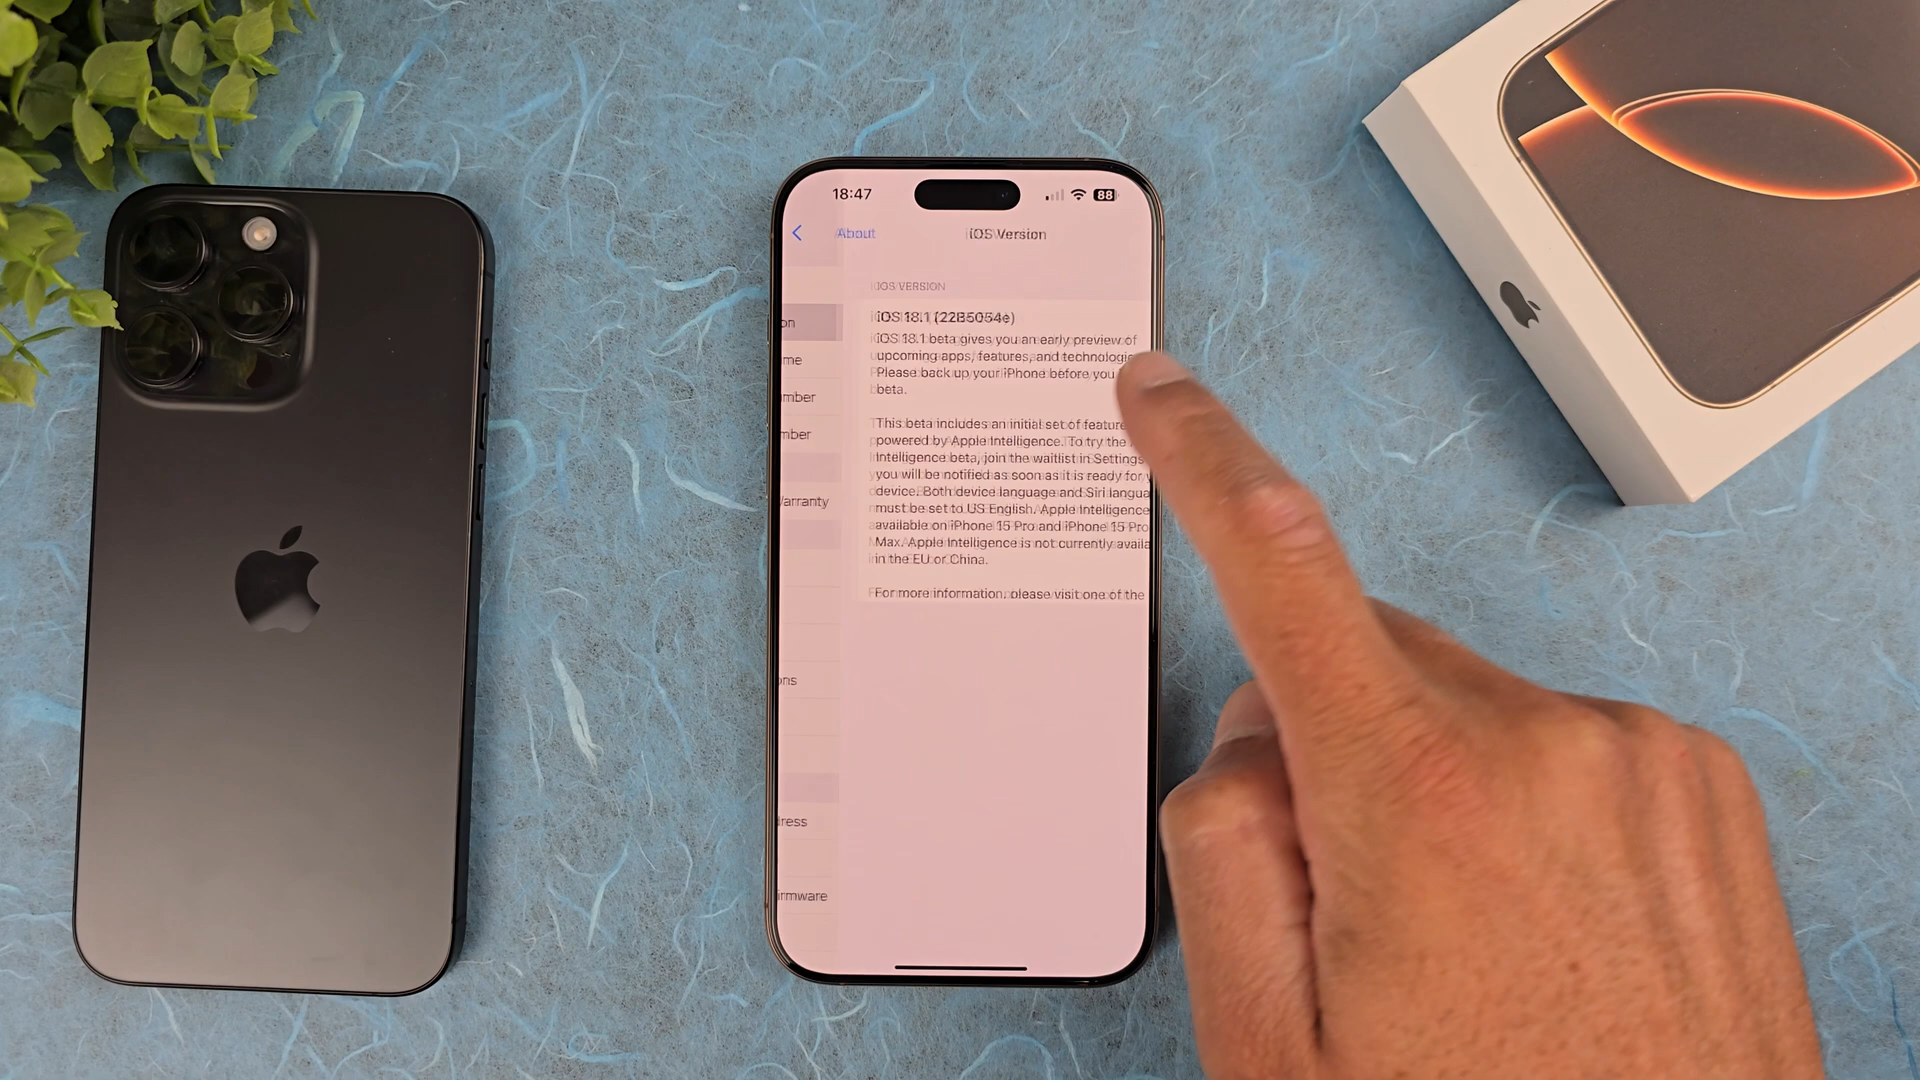 18:47
88
About
iOS Version
IOS VERSION
iOS 18.1 (22B5054e)
iOS 18.1 beta gives you an early preview of
upcoming apps, features, and technologie
Please back up your iPhone before you
beta.
This beta includes an initial set of feature
powered by Apple Intelligence. To try the
Intelligence beta, join the waitlist in Settings
you will be notified as soon as it is ready for
device. Both device language and Siri langua
must be set to US English. Apple Intelligence
available on iPhone 15 Pro and iPhone 15 Pro
Max. Apple Intelligence is not currently availa
in the EU or China.
For more information, please visit one of the
on
me
mber
mber
Warranty
ons
dress
irmware